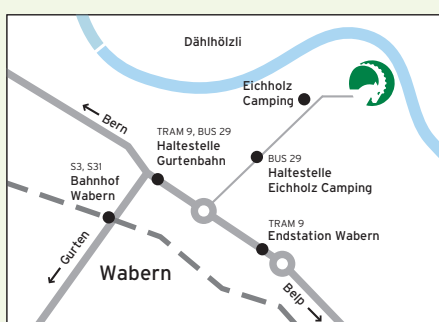 Dählhölzli
Eichholz
Camping
Bern
TRAM 9, BUS 29
Haltestelle
Gurtenbahn
BUS 29
Haltestelle
Eichholz Camping
S3, S31
Bahnhof
Wabern
TRAM 9
Endstation Wabern
Gurten
Wabern
Belp